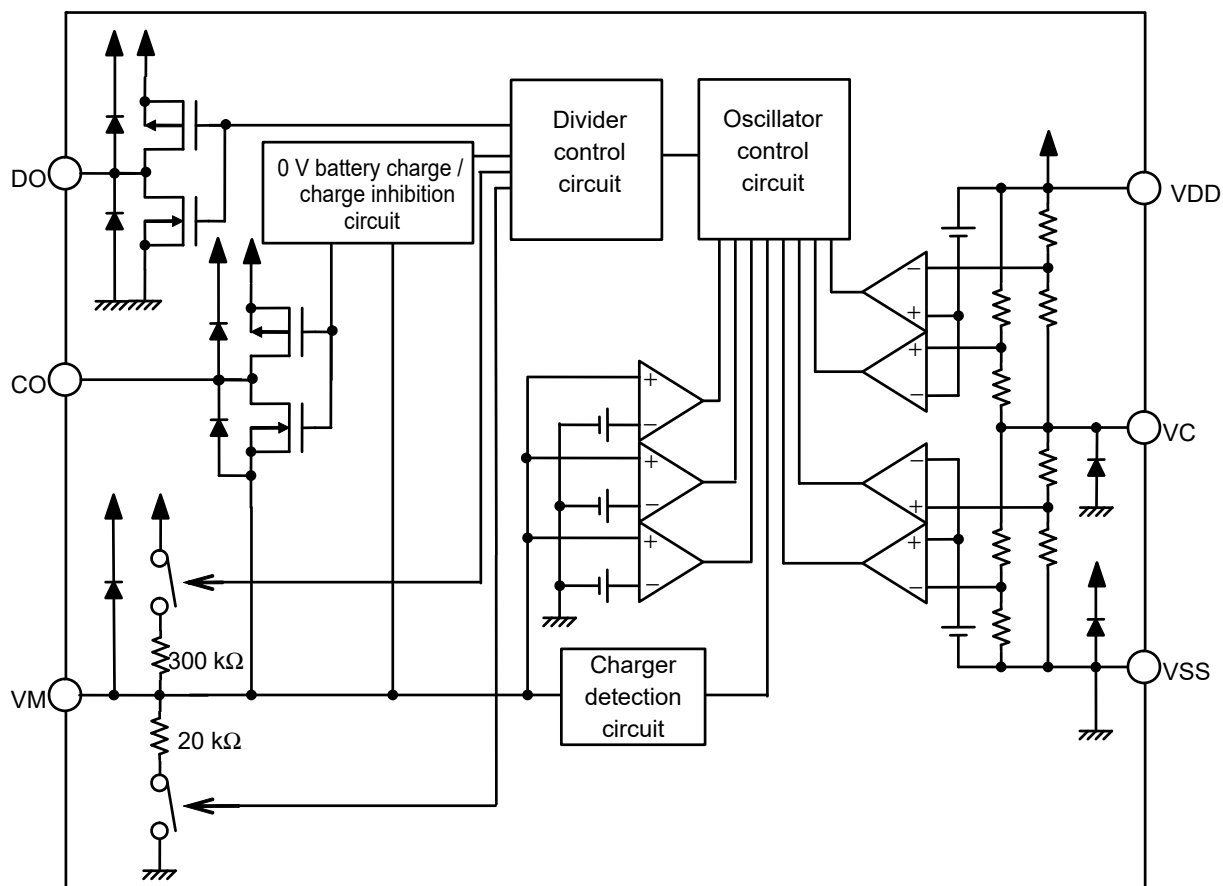 Divider
control
circuit
Oscillator
control
circuit
0 V battery charge /
charge inhibition
circuit
DO
VDD
−
+
+
−
CO
+
−
+
−
+
−
VC
−
+
+
−
300 kΩ
VM
20 kΩ
Charger
detection
circuit
VSS